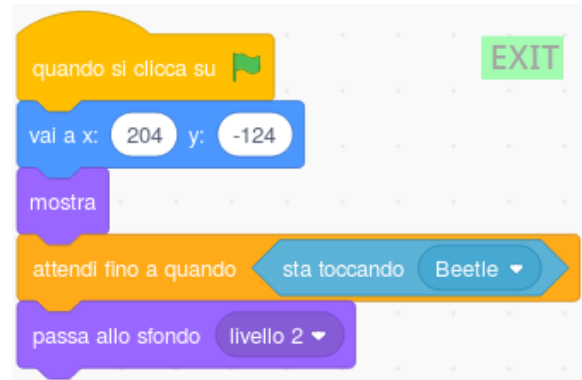 quando si clicca su
EXIT
vai a x: 204 y: -124
mostra
attendi fino a quando sta toccando Beetle
passa allo sfondo livello 2